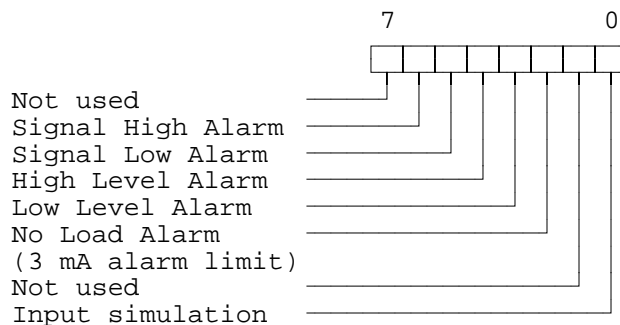 7 0
Not used
Signal High Alarm
Signal Low Alarm
High Level Alarm
Low Level Alarm
No Load Alarm
(3 mA alarm limit)
Not used
Input simulation